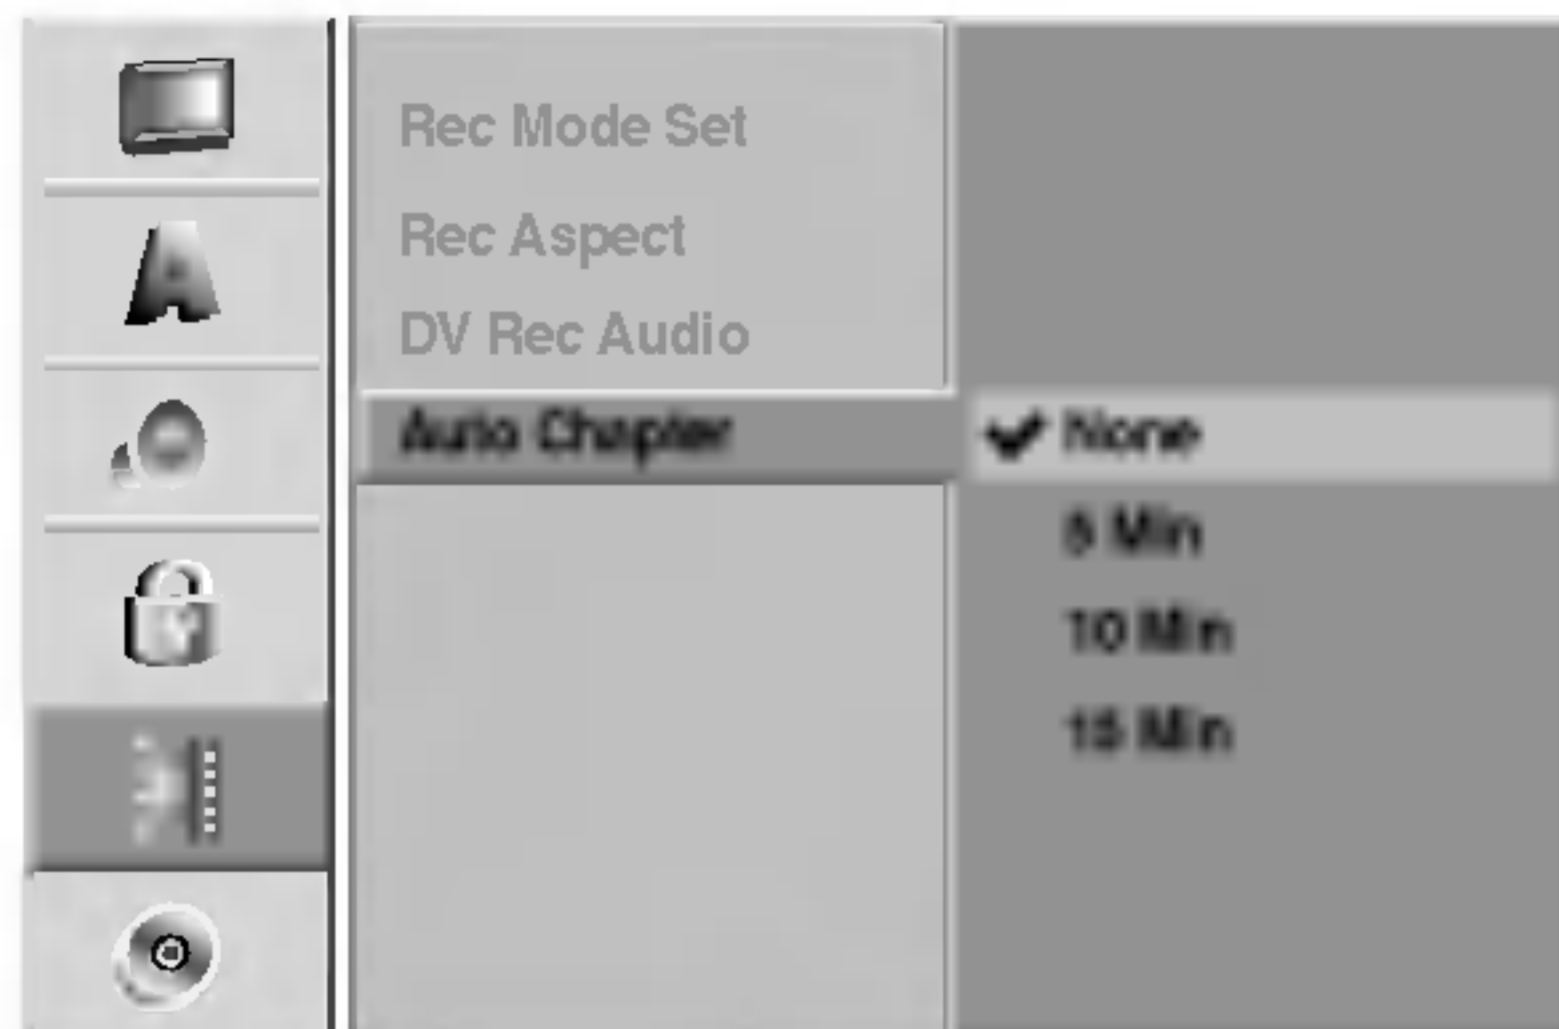 Rec Mode Set
Rec Aspect
DV Rec Audio
Auto Chapter
None
5 Min
10 Min
15 Min